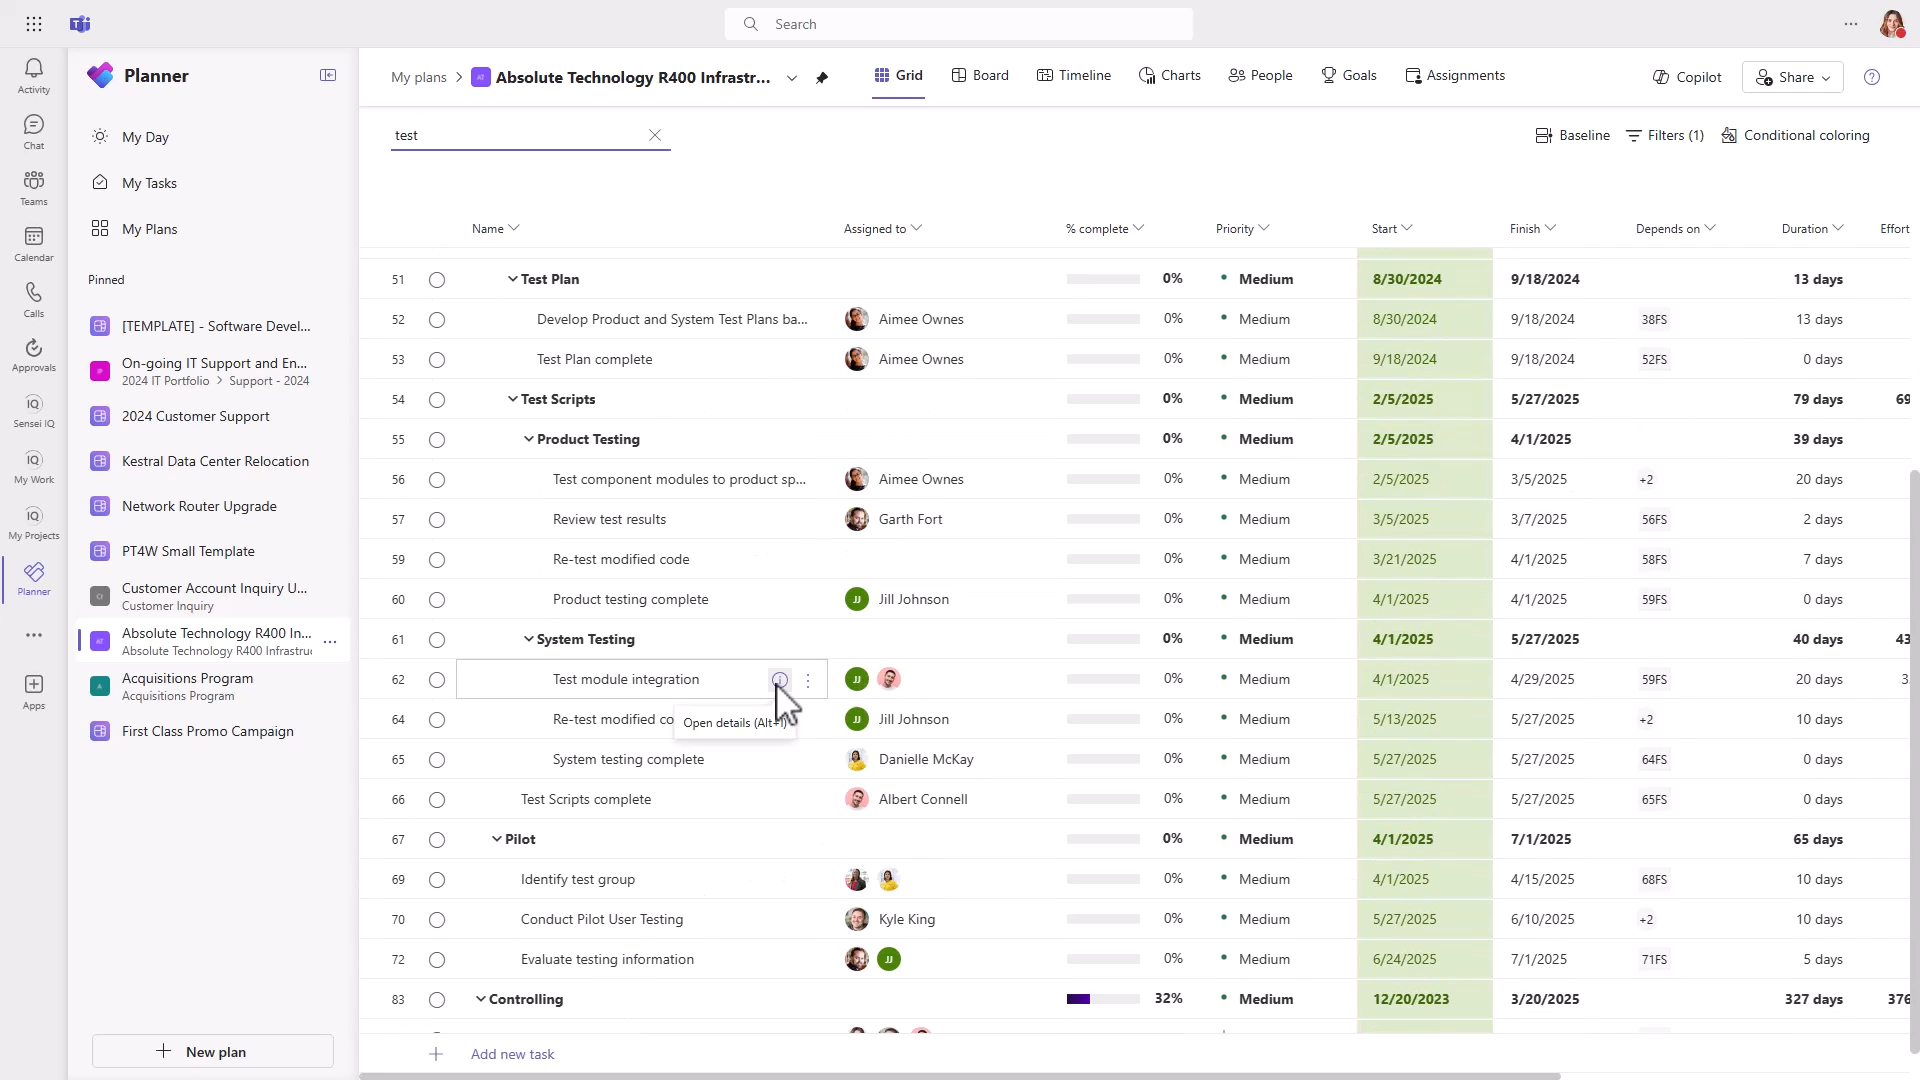 Search
Activity
Chat
Teams
Calendar
Calls
Approvals
IQ
Sensei IQ
IQ
My Work
IQ
My Projects
Planner
Apps
Planner
My Day
My Tasks
My Plans
Pinned
[TEMPLATE] - Software Devel...
On-going IT Support and En...
2024 IT Portfolio > Support - 2024
2024 Customer Support
Kestral Data Center Relocation
Network Router Upgrade
PT4W Small Template
Customer Account Inquiry U...
Customer Inquiry
Absolute Technology R400 In...
Absolute Technology R400 Infrastru
Acquisitions Program
Acquisitions Program
First Class Promo Campaign
New plan
My plans > AT Absolute Technology R400 Infrastr...
Grid Board Timeline Charts People Goals Assignments
Copilot Share
test
Baseline Filters (1) Conditional coloring
Name Assigned to % complete Priority Start Finish Depends on Duration Effort
51 Test Plan 0% Medium 8/30/2024 9/18/2024 13 days
52 Develop Product and System Test Plans ba... Aimee Ownes 0% Medium 8/30/2024 9/18/2024 38FS 13 days
53 Test Plan complete Aimee Ownes 0% Medium 9/18/2024 9/18/2024 52FS 0 days
54 Test Scripts 0% Medium 2/5/2025 5/27/2025 79 days 69
55 Product Testing 0% Medium 2/5/2025 4/1/2025 39 days
56 Test component modules to product sp... Aimee Ownes 0% Medium 2/5/2025 3/5/2025 +2 20 days
57 Review test results Garth Fort 0% Medium 3/5/2025 3/7/2025 56FS 2 days
59 Re-test modified code 0% Medium 3/21/2025 4/1/2025 58FS 7 days
60 Product testing complete JJ Jill Johnson 0% Medium 4/1/2025 4/1/2025 59FS 0 days
61 System Testing 0% Medium 4/1/2025 5/27/2025 40 days 43
62 Test module integration JJ 0% Medium 4/1/2025 4/29/2025 59FS 20 days 3
64 Re-test modified co JJ Jill Johnson 0% Medium 5/13/2025 5/27/2025 +2 10 days
Open details (Alt+I)
65 System testing complete Danielle McKay 0% Medium 5/27/2025 5/27/2025 64FS 0 days
66 Test Scripts complete Albert Connell 0% Medium 5/27/2025 5/27/2025 65FS 0 days
67 Pilot 0% Medium 4/1/2025 7/1/2025 65 days
69 Identify test group 0% Medium 4/1/2025 4/15/2025 68FS 10 days
70 Conduct Pilot User Testing Kyle King 0% Medium 5/27/2025 6/10/2025 +2 10 days
72 Evaluate testing information JJ 0% Medium 6/24/2025 7/1/2025 71FS 5 days
83 Controlling 32% Medium 12/20/2023 3/20/2025 327 days 376
Add new task